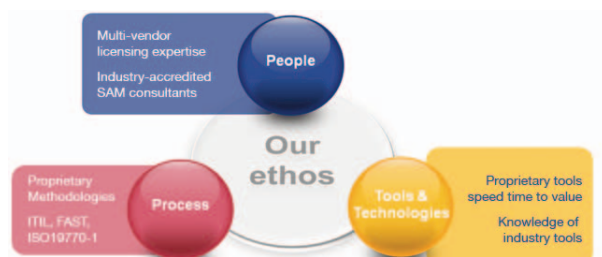 Multi-vendor
licensing expertise
Industry-accredited
SAM consultants
People
Our
ethos
Proprietary
Methodologies
ITIL, FAST,
ISO19770-1
Process
Tools &
Technologies
Proprietary tools
speed time to value
Knowledge of
industry tools